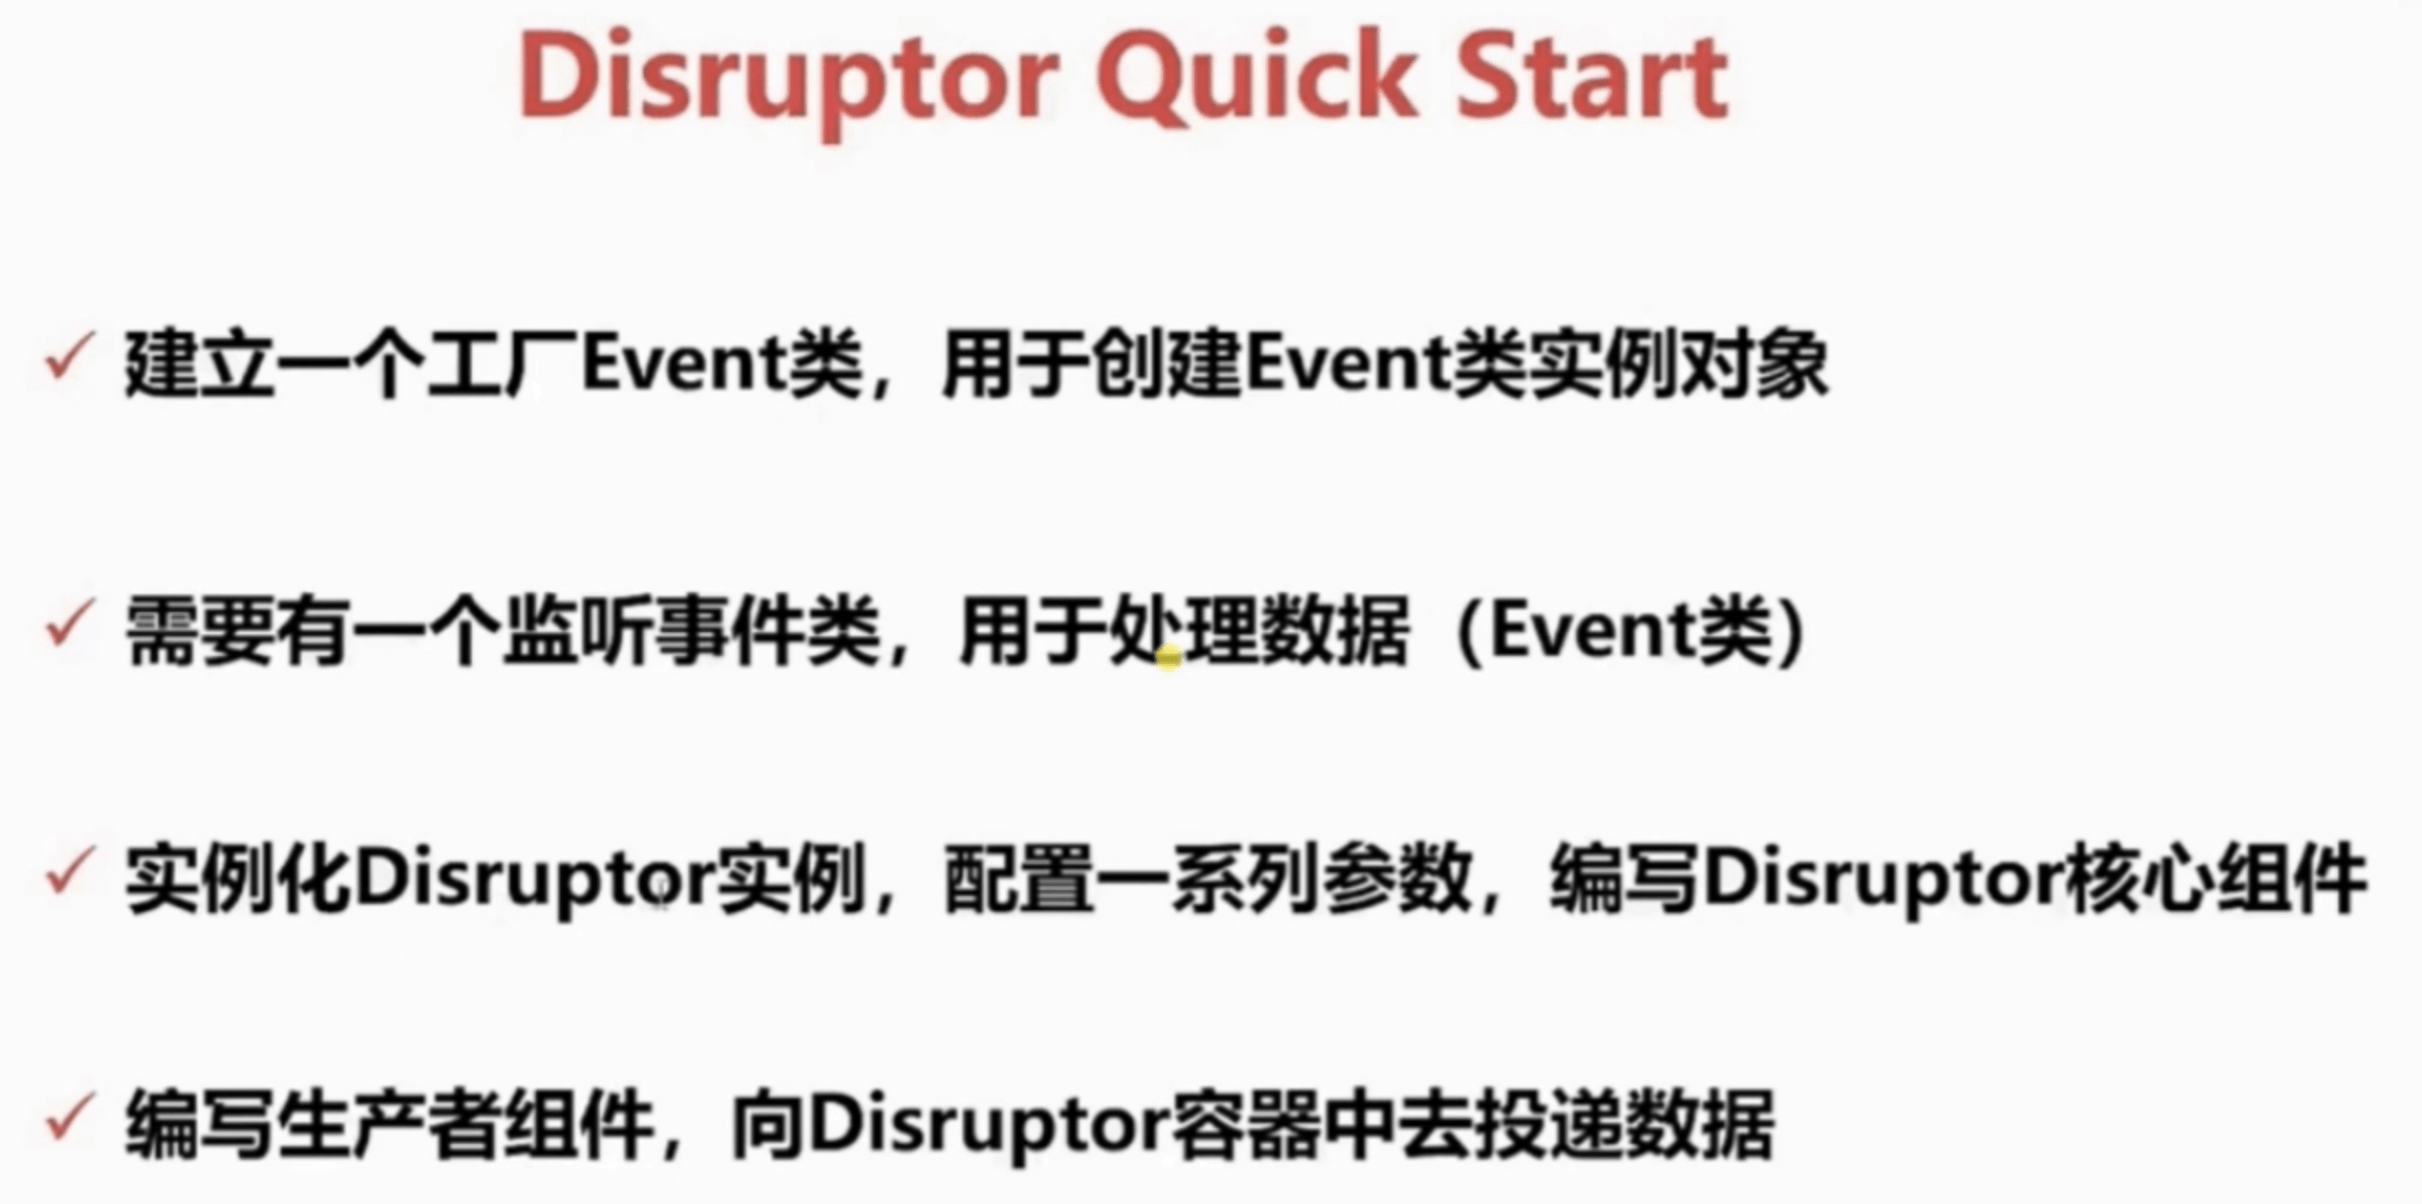 Disruptor Quick Start
建立一个工厂Event类，用于创建Event类实例对象
需要有一个监听事件类，用于处理数据（Event类）
实例化Disruptor实例，配置一系列参数，编写Disruptor核心组件
编写生产者组件，向Disruptor容器中去投递数据